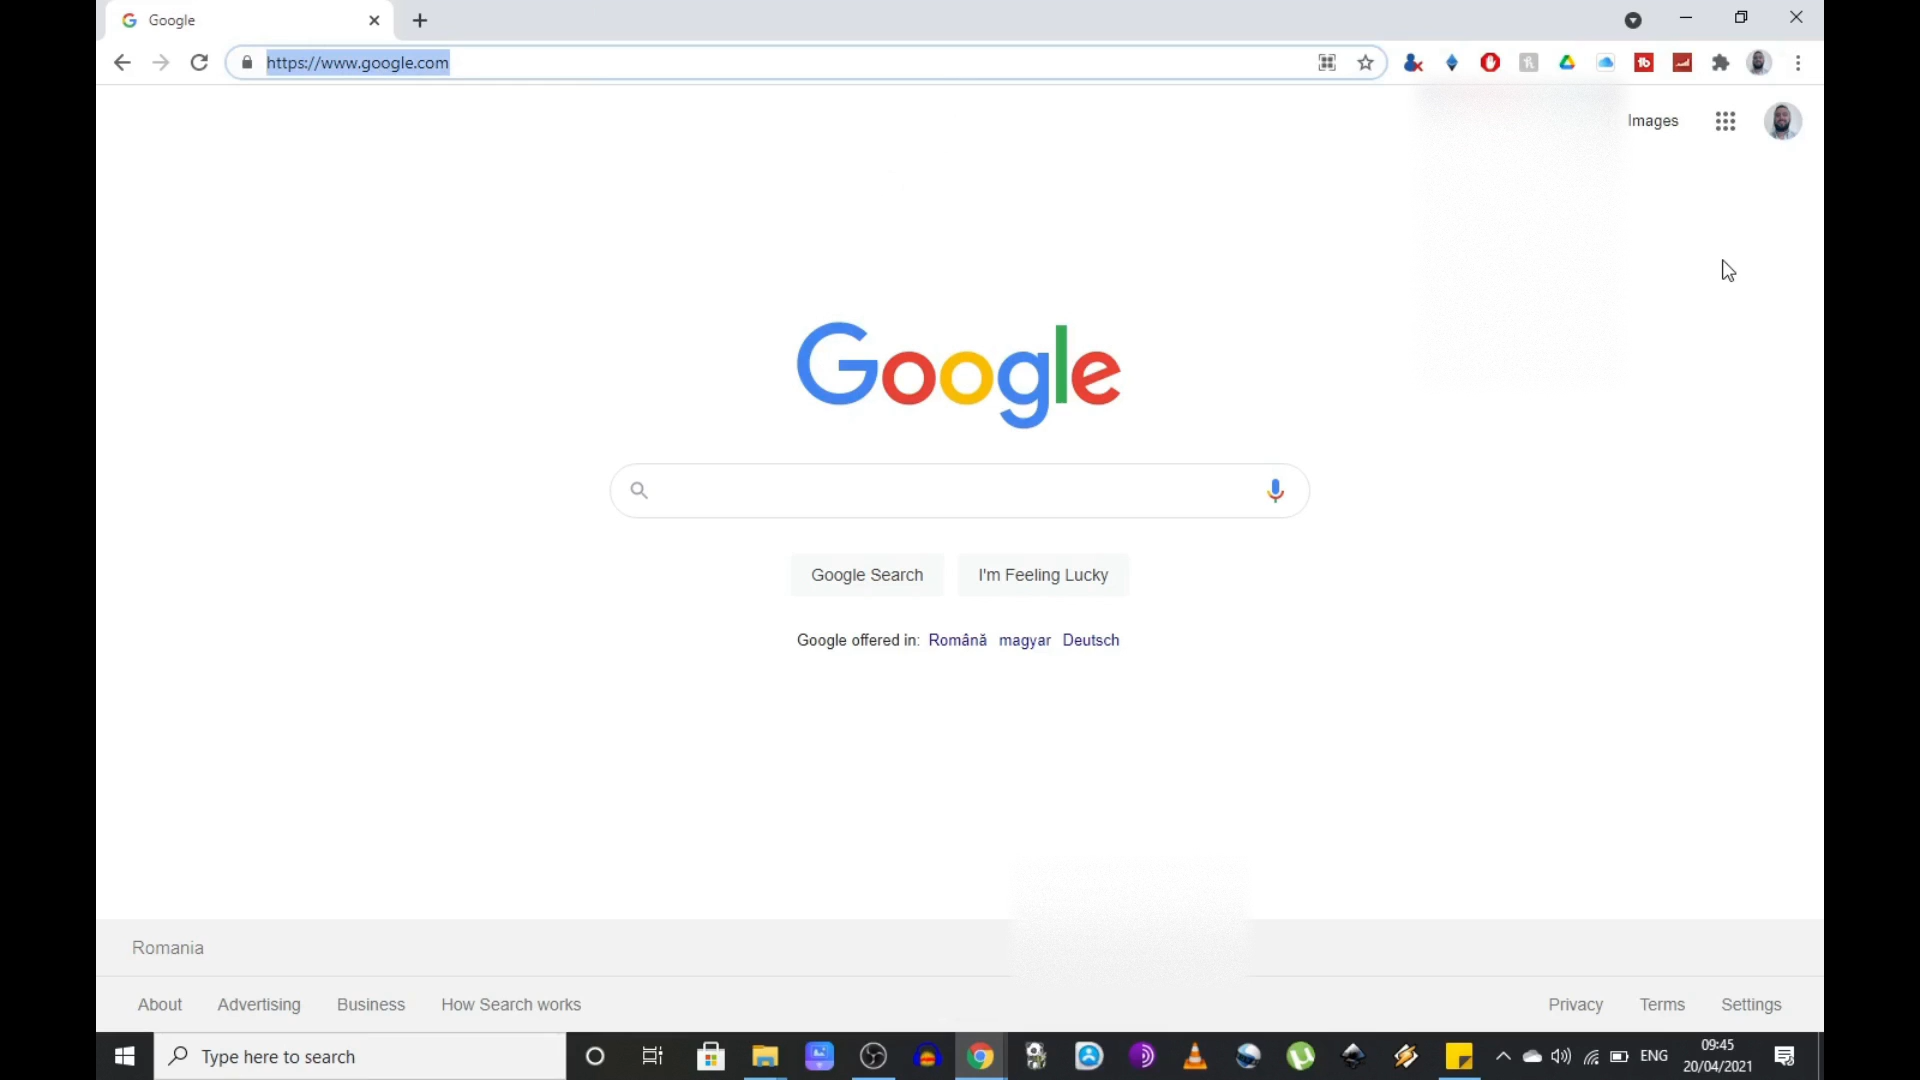 Google
https://www.google.com
Images
Google
Google Search
I'm Feeling Lucky
Google offered in: Română magyar Deutsch
Romania
About Advertising Business How Search works
Privacy Terms Settings
Type here to search
ENG
09:45
20/04/2021